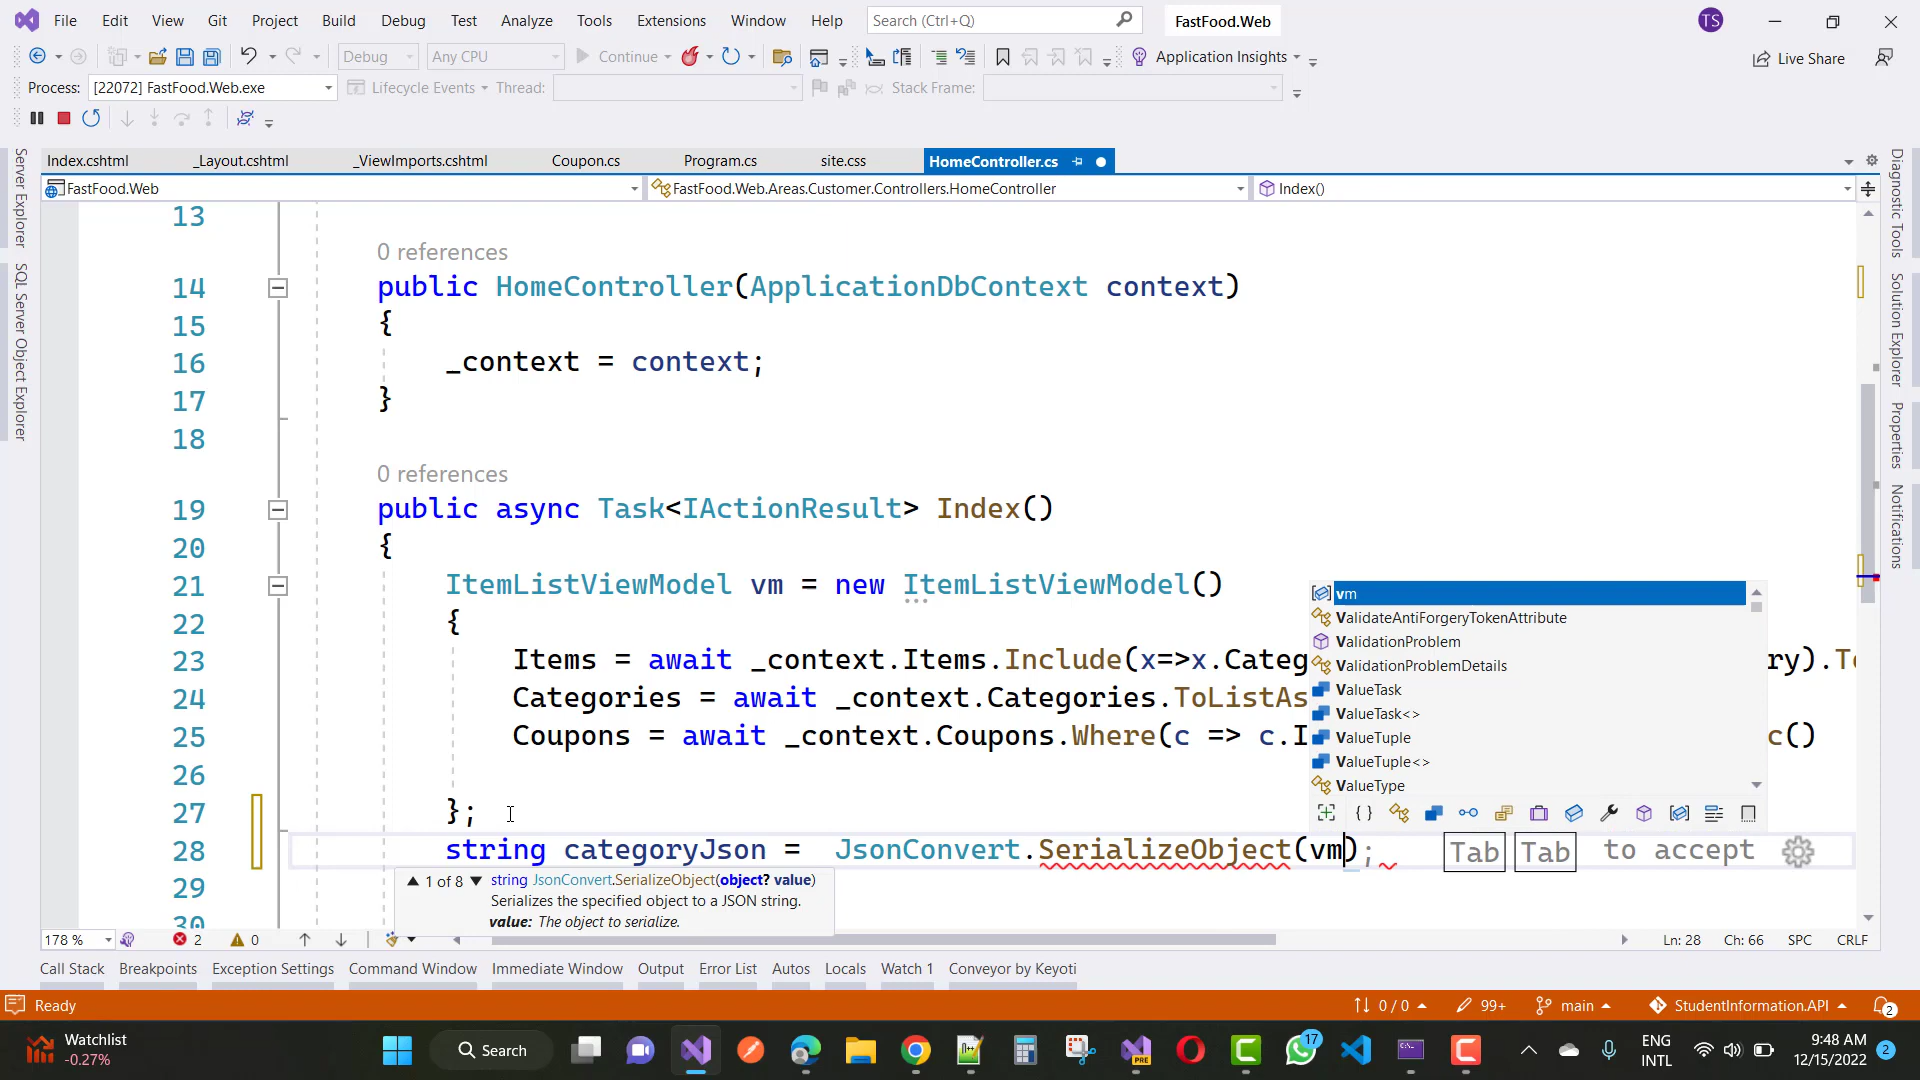 File Edit View Git Project Build Debug Test Analyze Tools Extensions Window Help Search (Ctrl+Q) FastFood.Web TS
Debug Any CPU Continue Application Insights Live Share
Process: [22072] FastFood.Web.exe Lifecycle Events Thread: Stack Frame:
Index.cshtml _Layout.cshtml _ViewImports.cshtml Coupon.cs Program.cs site.css HomeController.cs
FastFood.Web FastFood.Web.Areas.Customer.Controllers.HomeController Index()
Server Explorer
SQL Server Object Explorer
Diagnostic Tools
Solution Explorer
Properties
Notifications
13
0 references
14 public HomeController(ApplicationDbContext context)
15 {
16 _context = context;
17 }
18
0 references
19 public async Task<IActionResult> Index()
20 {
21 ItemListViewModel vm = new ItemListViewModel()
22 {
23 Items = await _context.Items.Include(x=>x.Categ ry).To
24 Categories = await _context.Categories.ToListAs
25 Coupons = await _context.Coupons.Where(c => c.I c()
26
27 };
28 string categoryJson = JsonConvert.SerializeObject(vm); Tab Tab to accept
29
30
vm
ValidateAntiForgeryTokenAttribute
ValidationProblem
ValidationProblemDetails
ValueTask
ValueTask<>
ValueTuple
ValueTuple<>
ValueType
1 of 8 string JsonConvert.SerializeObject(object? value)
Serializes the specified object to a JSON string.
value: The object to serialize.
178 % 2 0 Ln: 28 Ch: 66 SPC CRLF
Call Stack Breakpoints Exception Settings Command Window Immediate Window Output Error List Autos Locals Watch 1 Conveyor by Keyoti
Ready 0 / 0 99+ main StudentInformation.API 2
Watchlist
-0.27%
Search
PRE
17
ENG
INTL
9:48 AM
12/15/2022
2